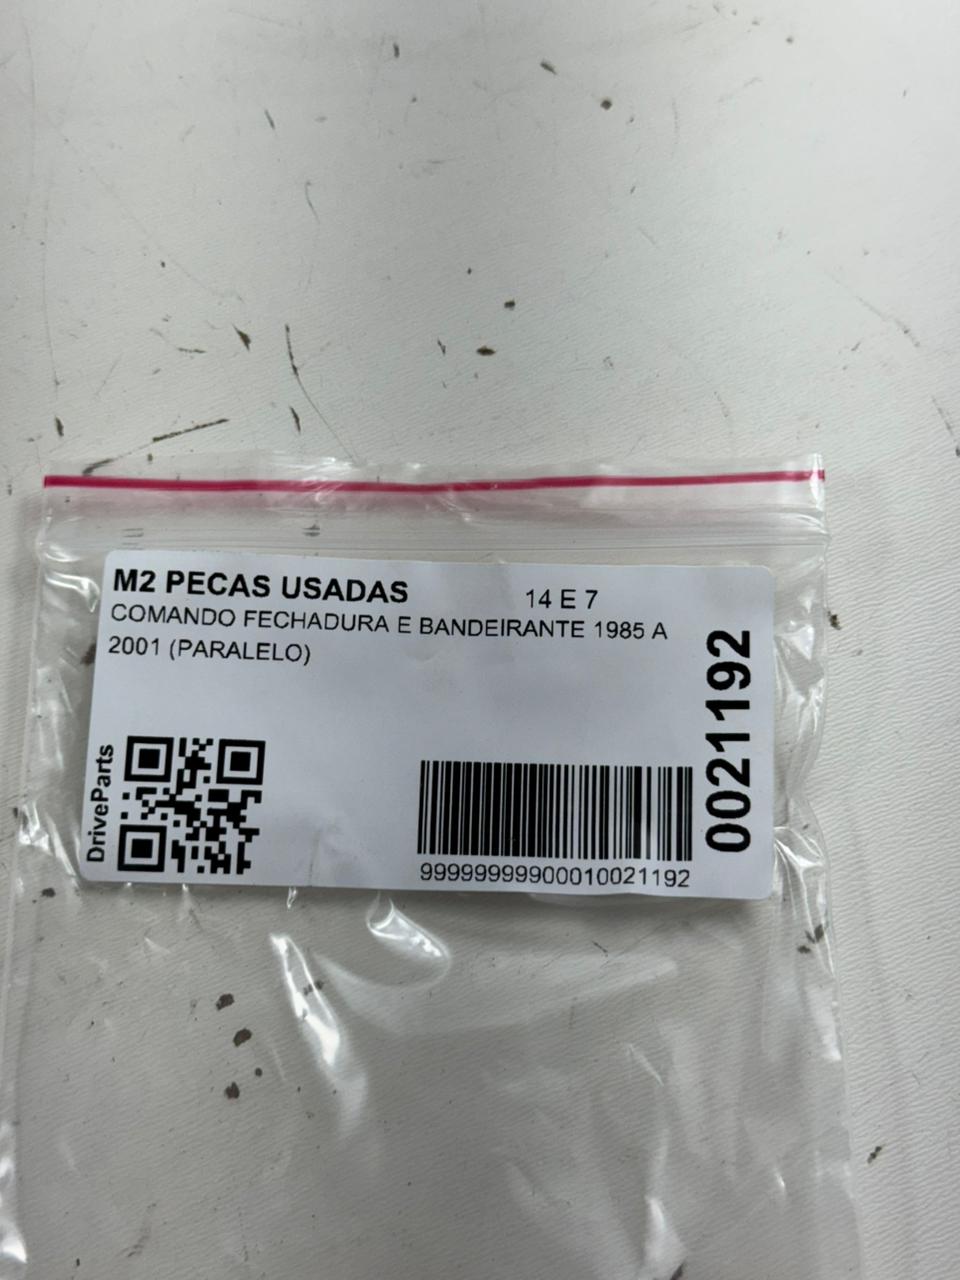 M2 PECAS USADAS
14 E 7
COMANDO FECHADURA E BANDEIRANTE 1985 A
2001 (PARALELO)
DriveParts
99999999900010021192
0021192